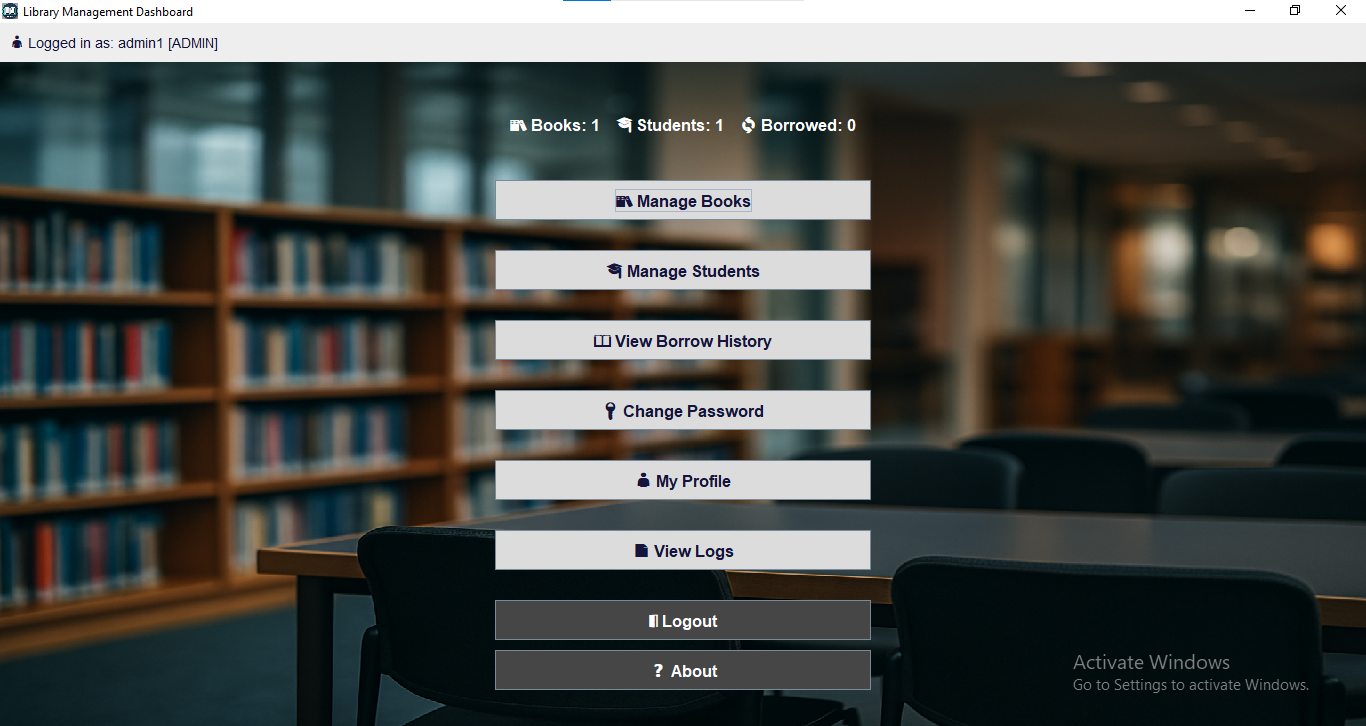 Library Management Dashboard
Logged in as: admin1 [ADMIN]
Books: 1 Students: 1 Borrowed: 0
Manage Books
Manage Students
View Borrow History
Change Password
My Profile
View Logs
Logout
? About
Activate Windows
Go to Settings to activate Windows.